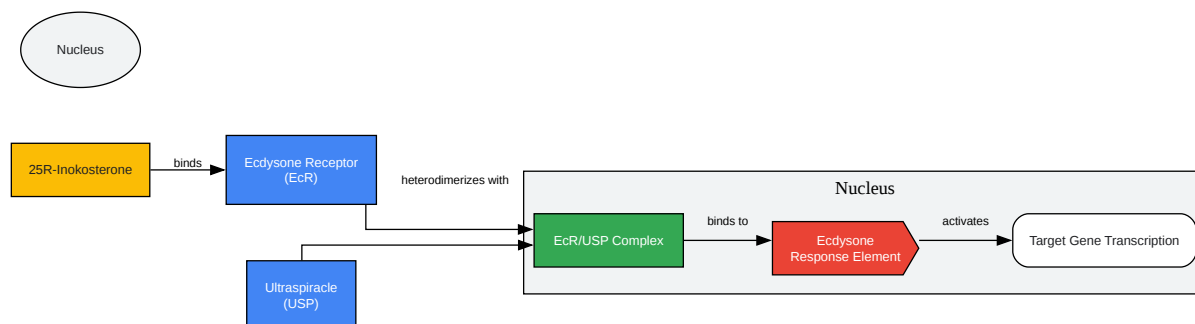 Nucleus
25R-Inokosterone
binds
Ecdysone Receptor
(EcR)
heterodimerizes with
Nucleus
EcR/USP Complex
binds to
Ecdysone
Response Element
activates
Target Gene Transcription
Ultraspiracle
(USP)